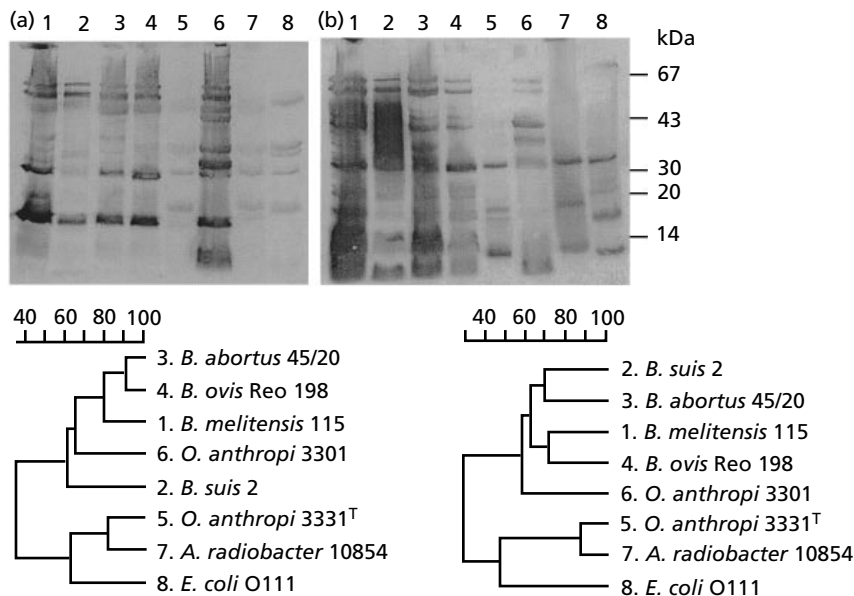 (a) 1 2 3 4 5 6 7 8
(b) 1 2 3 4 5 6 7 8
kDa
67
43
30
20
14
40 60 80 100
3. B. abortus 45/20
4. B. ovis Reo 198
1. B. melitensis 115
6. O. anthropi 3301
2. B. suis 2
5. O. anthropi 3331ᵀ
7. A. radiobacter 10854
8. E. coli O111
40 60 80 100
2. B. suis 2
3. B. abortus 45/20
1. B. melitensis 115
4. B. ovis Reo 198
6. O. anthropi 3301
5. O. anthropi 3331ᵀ
7. A. radiobacter 10854
8. E. coli O111